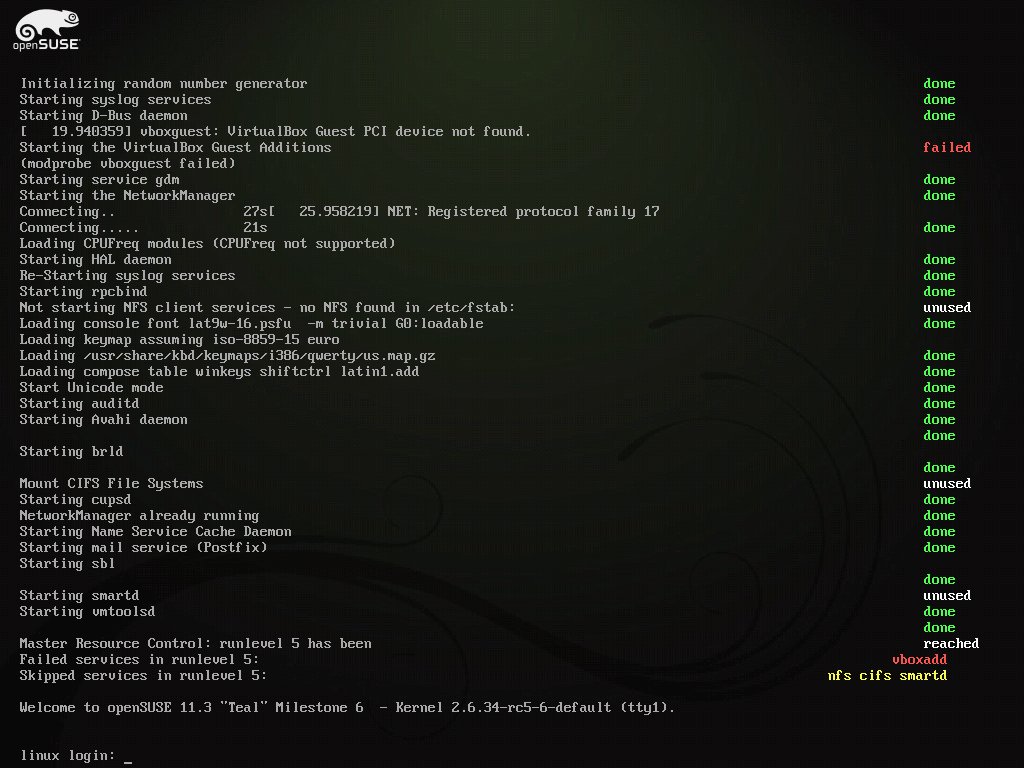 openSUSE
Initializing random number generator done
Starting syslog services done
Starting D-Bus daemon done
[   19.940359] vboxguest: VirtualBox Guest PCI device not found.
Starting the VirtualBox Guest Additions failed
(modprobe vboxguest failed)
Starting service gdm done
Starting the NetworkManager done
Connecting.. 27s[   25.958219] NET: Registered protocol family 17
Connecting..... 21s done
Loading CPUFreq modules (CPUFreq not supported)
Starting HAL daemon done
Re-Starting syslog services done
Starting rpcbind done
Not starting NFS client services - no NFS found in /etc/fstab: unused
Loading console font lat9w-16.psfu  -m trivial G0:loadable done
Loading keymap assuming iso-8859-15 euro
Loading /usr/share/kbd/keymaps/i386/qwerty/us.map.gz done
Loading compose table winkeys shiftctrl latin1.add done
Start Unicode mode done
Starting auditd done
Starting Avahi daemon done
done
Starting brld
done
Mount CIFS File Systems unused
Starting cupsd done
NetworkManager already running done
Starting Name Service Cache Daemon done
Starting mail service (Postfix) done
Starting sbl
done
Starting smartd unused
Starting vmtoolsd done
done
Master Resource Control: runlevel 5 has been reached
Failed services in runlevel 5: vboxadd
Skipped services in runlevel 5: nfs cifs smartd
Welcome to openSUSE 11.3 "Teal" Milestone 6  - Kernel 2.6.34-rc5-6-default (tty1).
linux login: _